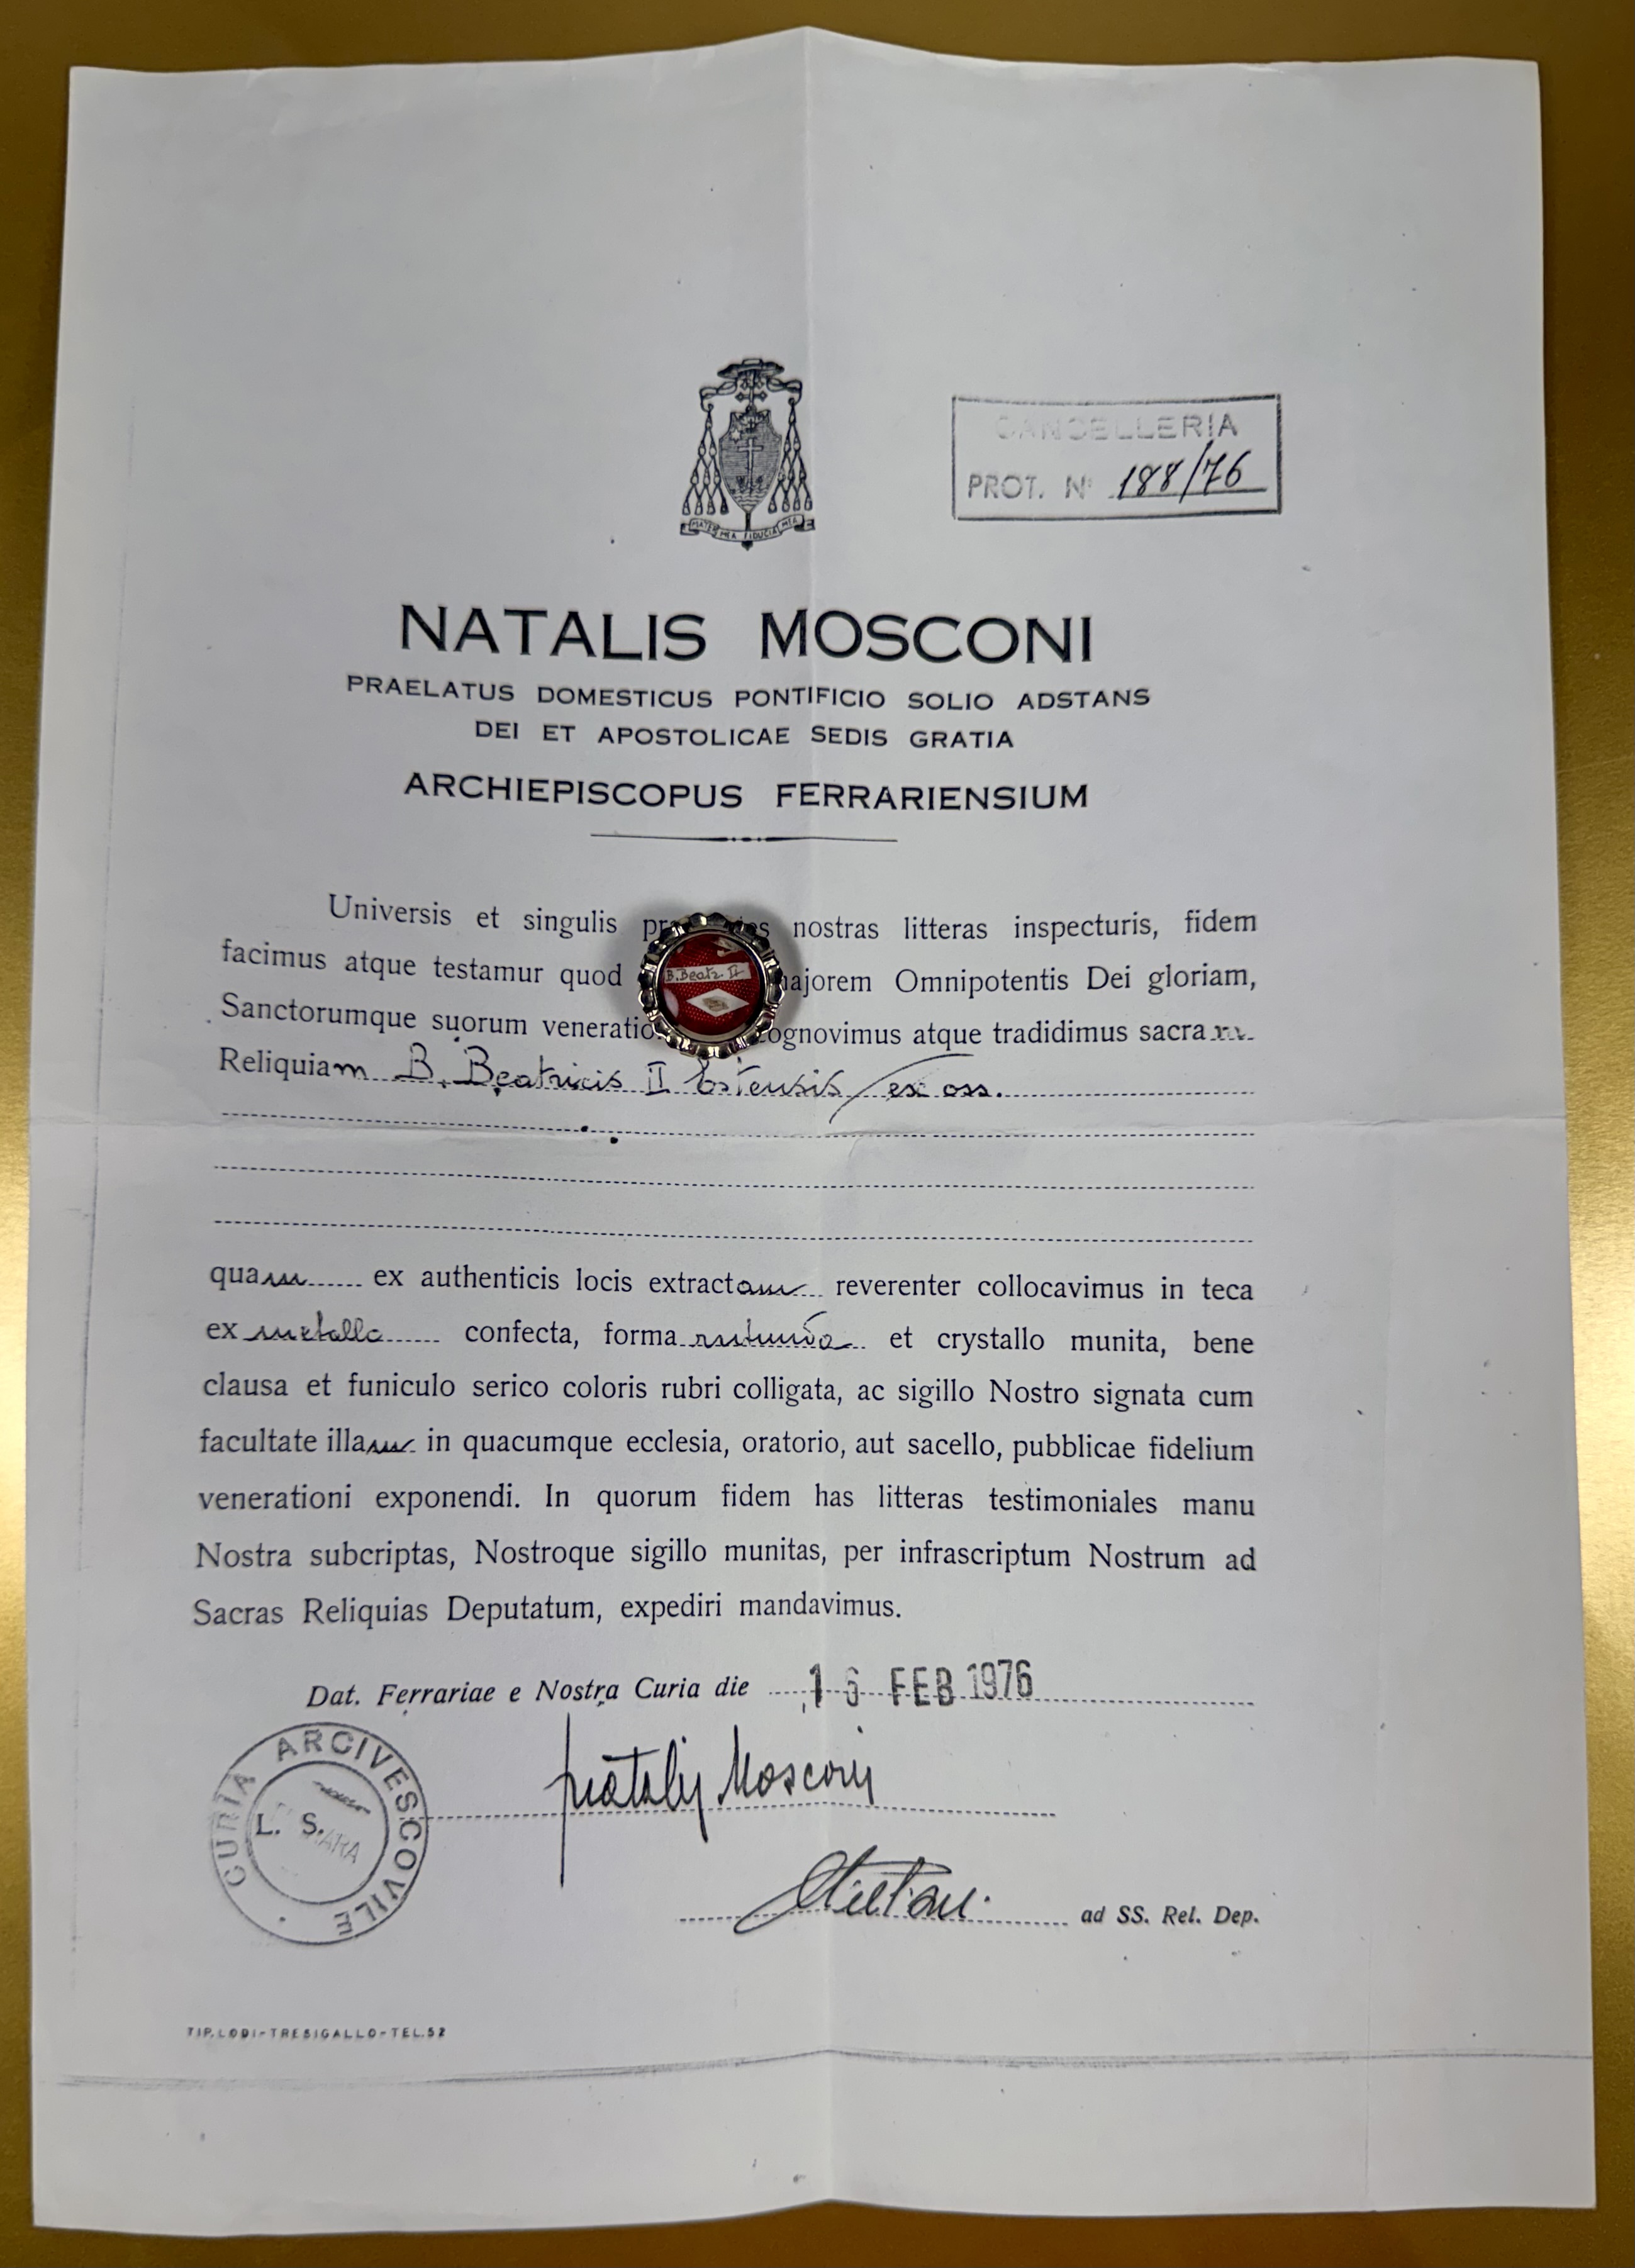 CANCELLERIA
PROT. N° 188/76
MATER MEA FIDUCIA MEA
NATALIS MOSCONI
PRAELATUS DOMESTICUS PONTIFICIO SOLIO ADSTANS
DEI ET APOSTOLICAE SEDIS GRATIA
ARCHIEPISCOPUS FERRARIENSIUM
Universis et singulis nostras litteras inspecturis, fidem
facimus atque testamur quod majorem Omnipotentis Dei gloriam,
B. Beatr. II
Sanctorumque suorum veneratio ognovimus atque tradidimus sacram
Reliquiam B. Beatricis II Estensis / ex oss.
quam ex authenticis locis extractam reverenter collocavimus in teca
ex metallo confecta, forma rotunda et crystallo munita, bene
clausa et funiculo serico coloris rubri colligata, ac sigillo Nostro signata cum
facultate illam in quacumque ecclesia, oratorio, aut sacello, pubblicae fidelium
venerationi exponendi. In quorum fidem has litteras testimoniales manu
Nostra subcriptas, Nostroque sigillo munitas, per infrascriptum Nostrum ad
Sacras Reliquias Deputatum, expediri mandavimus.
Dat. Ferrariae e Nostra Curia die 16 FEB 1976
CURIA ARCIVESCOVILE
L. S.
Natalis Mosconi
ad SS. Rel. Dep.
TIP. LODI - TRESIGALLO - TEL. 52